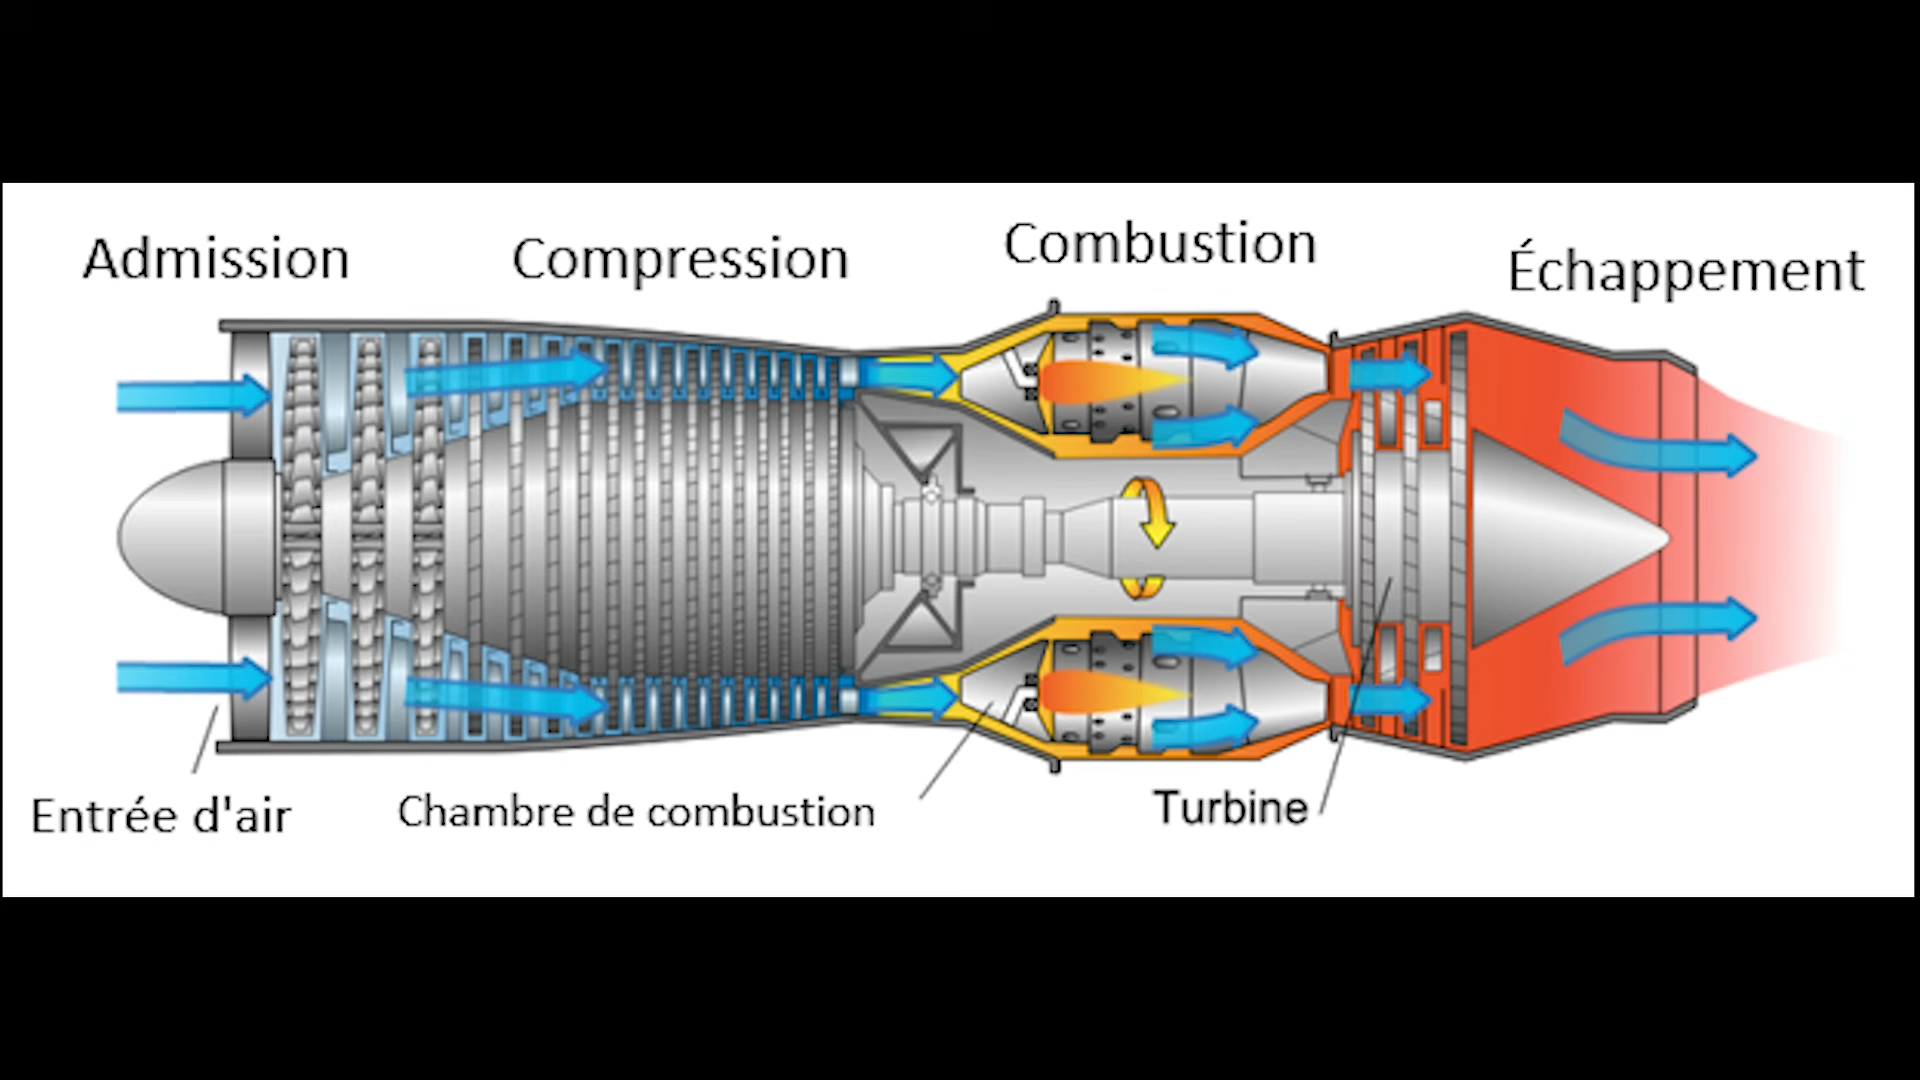 Admission
Compression
Combustion
Échappement
Entrée d'air
Chambre de combustion
Turbine